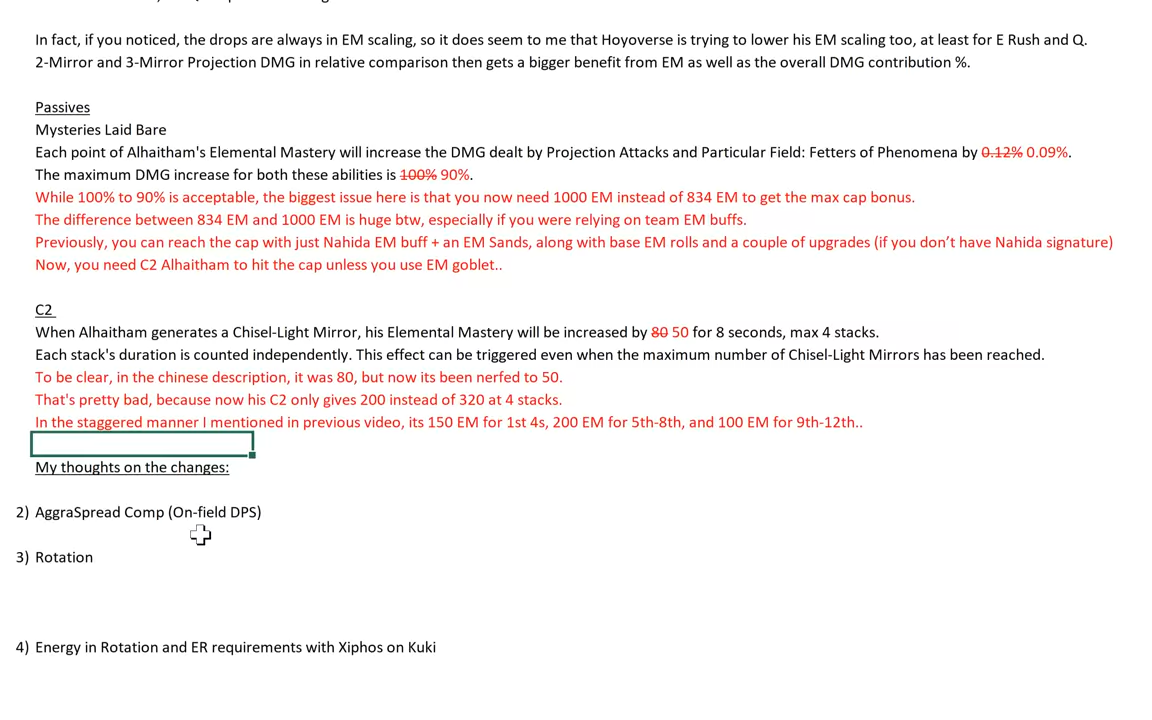 In fact, if you noticed, the drops are always in EM scaling, so it does seem to me that Hoyoverse is trying to lower his EM scaling too, at least for E Rush and Q.
2-Mirror and 3-Mirror Projection DMG in relative comparison then gets a bigger benefit from EM as well as the overall DMG contribution %.
Passives
Mysteries Laid Bare
Each point of Alhaitham's Elemental Mastery will increase the DMG dealt by Projection Attacks and Particular Field: Fetters of Phenomena by 0.12% 0.09%.
The maximum DMG increase for both these abilities is 100% 90%.
While 100% to 90% is acceptable, the biggest issue here is that you now need 1000 EM instead of 834 EM to get the max cap bonus.
The difference between 834 EM and 1000 EM is huge btw, especially if you were relying on team EM buffs.
Previously, you can reach the cap with just Nahida EM buff + an EM Sands, along with base EM rolls and a couple of upgrades (if you don’t have Nahida signature)
Now, you need C2 Alhaitham to hit the cap unless you use EM goblet..
C2
When Alhaitham generates a Chisel-Light Mirror, his Elemental Mastery will be increased by 80 50 for 8 seconds, max 4 stacks.
Each stack's duration is counted independently. This effect can be triggered even when the maximum number of Chisel-Light Mirrors has been reached.
To be clear, in the chinese description, it was 80, but now its been nerfed to 50.
That's pretty bad, because now his C2 only gives 200 instead of 320 at 4 stacks.
In the staggered manner I mentioned in previous video, its 150 EM for 1st 4s, 200 EM for 5th-8th, and 100 EM for 9th-12th..
My thoughts on the changes:
2) AggraSpread Comp (On-field DPS)
3) Rotation
4) Energy in Rotation and ER requirements with Xiphos on Kuki